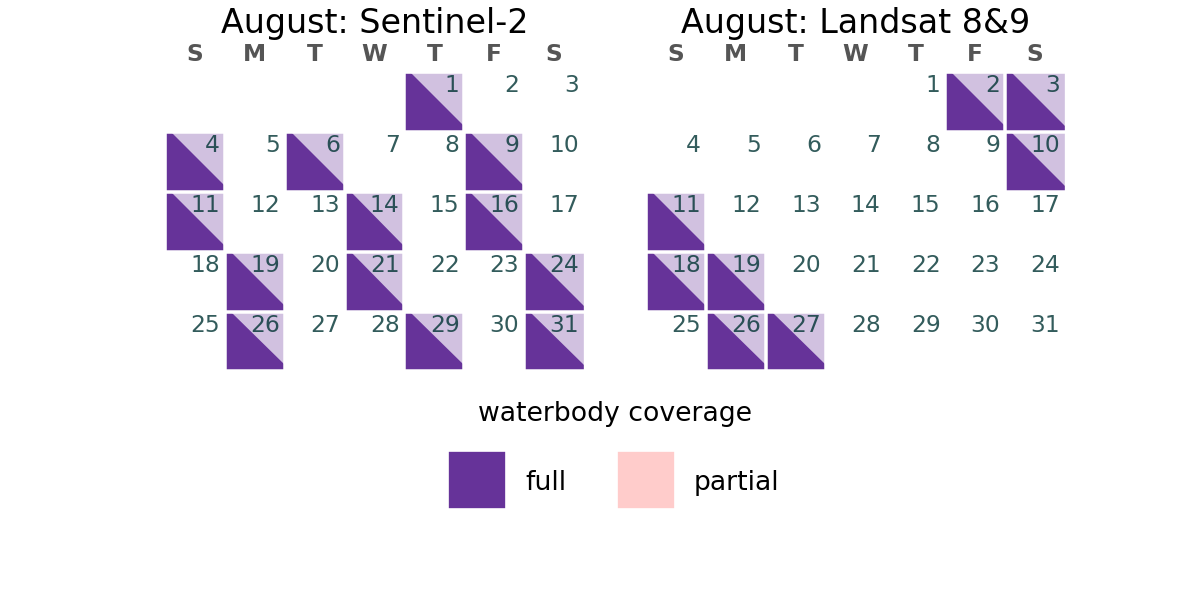 August: Sentinel-2
S M T W T F S
1 2 3
4 5 6 7 8 9 10
11 12 13 14 15 16 17
18 19 20 21 22 23 24
25 26 27 28 29 30 31
August: Landsat 8&9
S M T W T F S
1 2 3
4 5 6 7 8 9 10
11 12 13 14 15 16 17
18 19 20 21 22 23 24
25 26 27 28 29 30 31
waterbody coverage
full partial